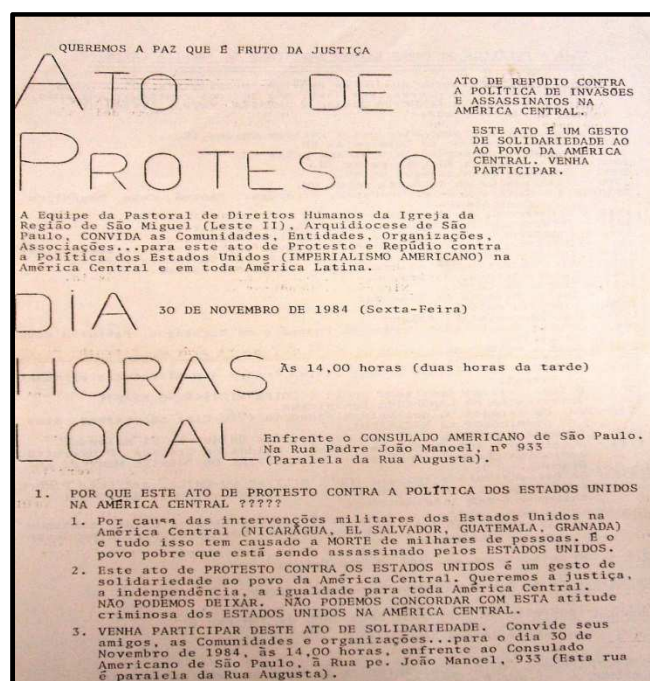 QUEREMOS A PAZ QUE É FRUTO DA JUSTIÇA
ATO DE
PROTESTO
ATO DE REPÚDIO CONTRA
A POLÍTICA DE INVASÕES
E ASSASSINATOS NA
AMÉRICA CENTRAL.
ESTE ATO É UM GESTO
DE SOLIDARIEDADE AO
AO POVO DA AMÉRICA
CENTRAL. VENHA
PARTICIPAR.
A Equipe da Pastoral de Direitos Humanos da Igreja da
Região de São Miguel (Leste II), Arquidiocese de São
Paulo, CONVIDA as Comunidades, Entidades, Organizações,
Associações...para este ato de Protesto e Repúdio contra
a Política dos Estados Unidos (IMPERIALISMO AMERICANO) na
América Central e em toda América Latina.
DIA
30 DE NOVEMBRO DE 1984 (Sexta-Feira)
HORAS
Às 14,00 horas (duas horas da tarde)
LOCAL
Enfrente o CONSULADO AMERICANO de São Paulo.
Na Rua Padre João Manoel, nº 933
(Paralela da Rua Augusta).
1. POR QUE ESTE ATO DE PROTESTO CONTRA A POLÍTICA DOS ESTADOS UNIDOS
NA AMÉRICA CENTRAL ?????
1. Por causa das intervenções militares dos Estados Unidos na
América Central (NICARÁGUA, EL SALVADOR, GUATEMALA, GRANADA)
e tudo isso tem causado a MORTE de milhares de pessoas. É o
povo pobre que está sendo assassinado pelos ESTADOS UNIDOS.
2. Este ato de PROTESTO CONTRA OS ESTADOS UNIDOS é um gesto de
solidariedade ao povo da América Central. Queremos a justiça,
a indenpendência, a igualdade para toda América Central.
NÃO PODEMOS DEIXAR. NÃO PODEMOS CONCORDAR COM ESTA atitude
criminosa dos ESTADOS UNIDOS NA AMÉRICA CENTRAL.
3. VENHA PARTICIPAR DESTE ATO DE SOLIDARIEDADE. Convide seus
amigos, as Comunidades e organizações...para o dia 30 de
Novembro de 1984, às 14,00 horas, enfrente ao Consulado
Americano de São Paulo, à Rua pe. João Manoel, 933 (Esta rua
é paralela da Rua Augusta).